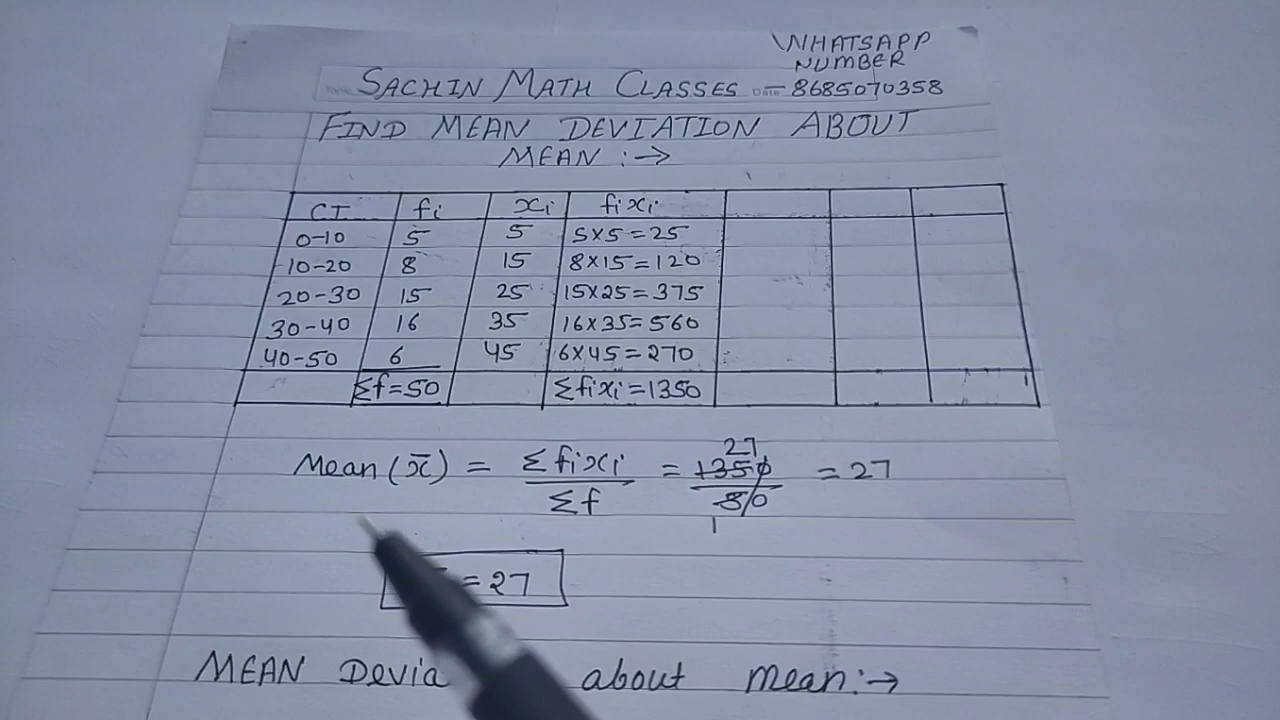 WHATSAPP
NUMBER
SACHIN MATH CLASSES - 8685070358
FIND MEAN DEVIATION ABOUT
MEAN :→
CI fi xi fixi
0-10 5 5 5×5=25
10-20 8 15 8×15=120
20-30 15 25 15×25=375
30-40 16 35 16×35=560
40-50 6 45 6×45=270
Σf=50 Σfixi=1350
Mean (x̄) = Σfixi / Σf = 1350 / 50 = 27
27
1
= 27
MEAN Devia about mean:→